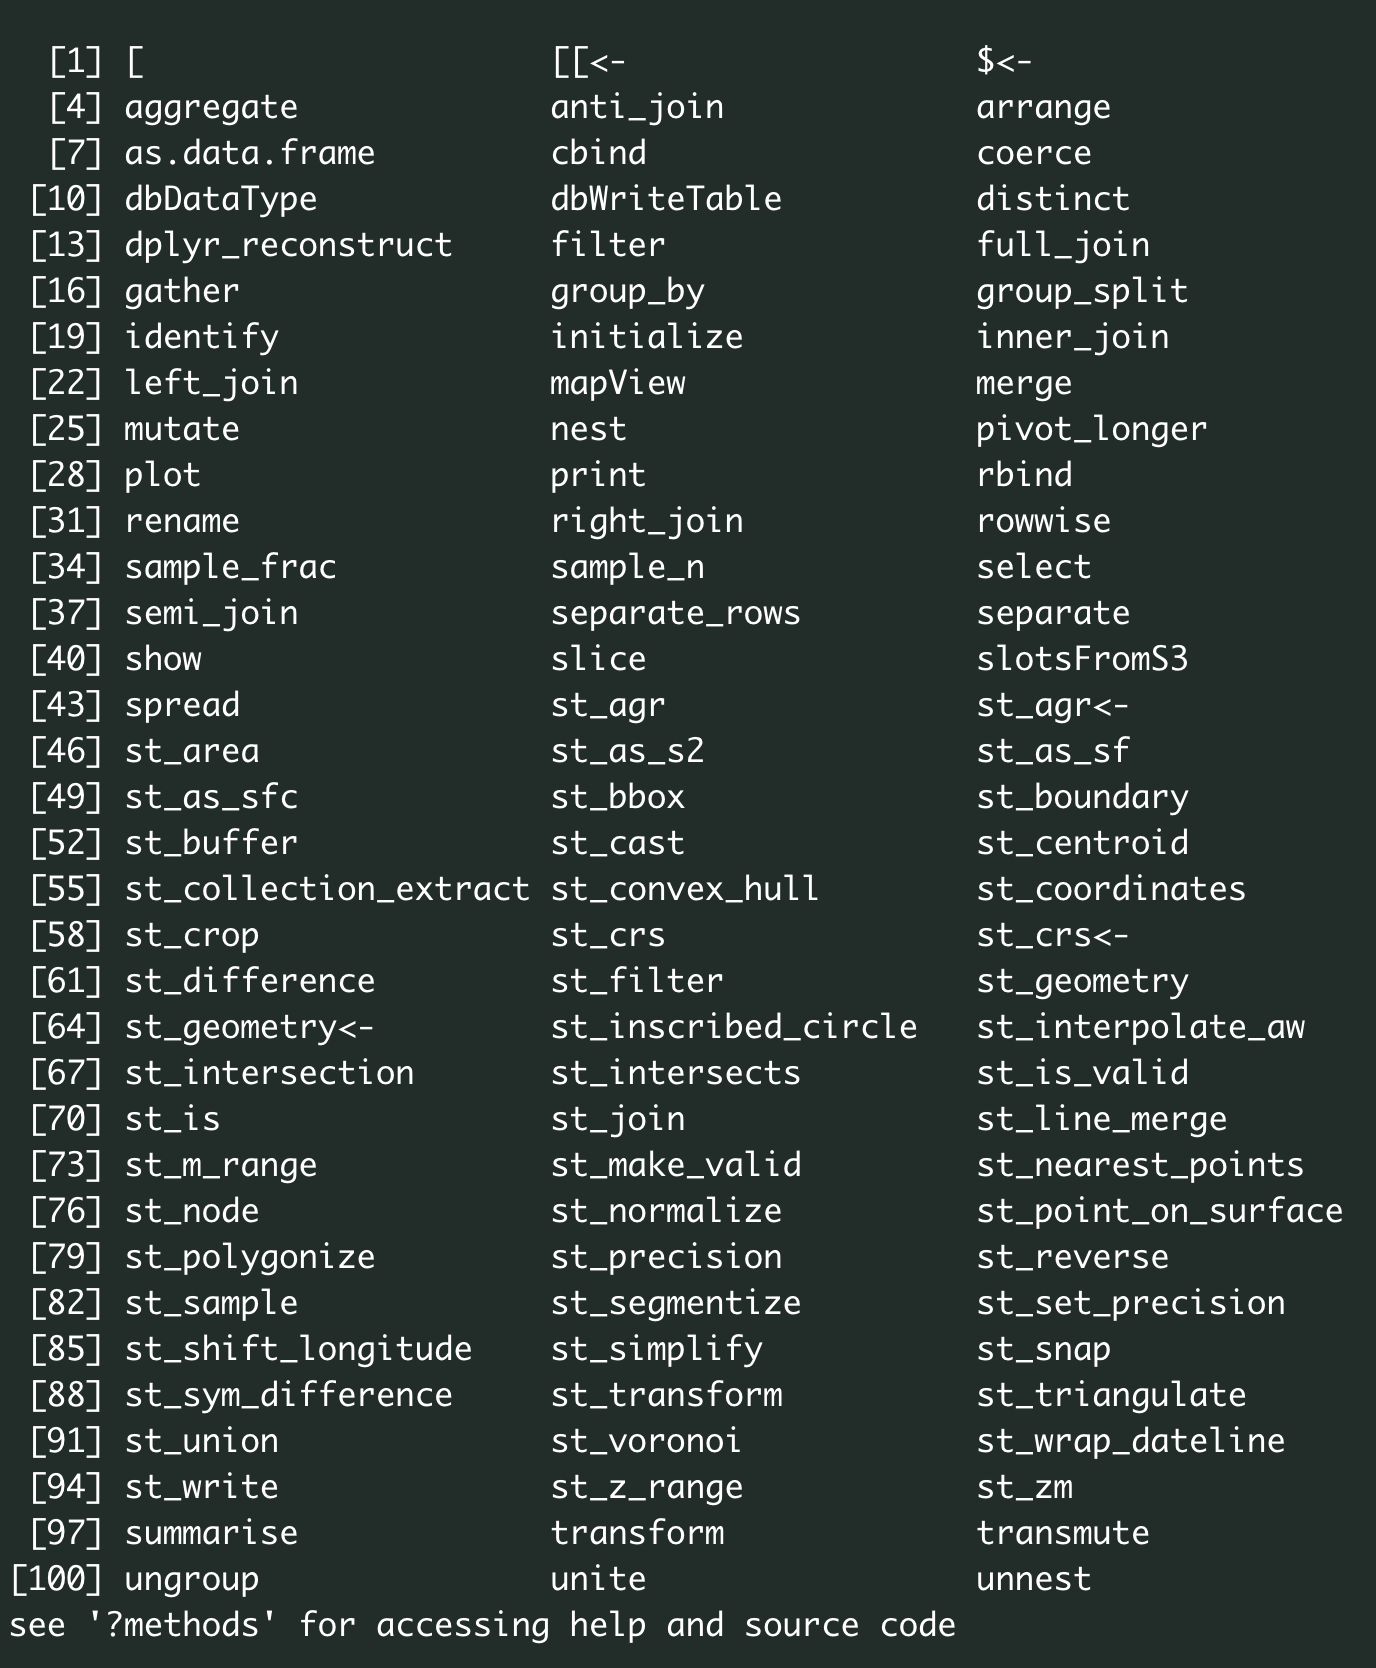 [1] [ [[<- $<-
[4] aggregate anti_join arrange
[7] as.data.frame cbind coerce
[10] dbDataType dbWriteTable distinct
[13] dplyr_reconstruct filter full_join
[16] gather group_by group_split
[19] identify initialize inner_join
[22] left_join mapView merge
[25] mutate nest pivot_longer
[28] plot print rbind
[31] rename right_join rowwise
[34] sample_frac sample_n select
[37] semi_join separate_rows separate
[40] show slice slotsFromS3
[43] spread st_agr st_agr<-
[46] st_area st_as_s2 st_as_sf
[49] st_as_sfc st_bbox st_boundary
[52] st_buffer st_cast st_centroid
[55] st_collection_extract st_convex_hull st_coordinates
[58] st_crop st_crs st_crs<-
[61] st_difference st_filter st_geometry
[64] st_geometry<- st_inscribed_circle st_interpolate_aw
[67] st_intersection st_intersects st_is_valid
[70] st_is st_join st_line_merge
[73] st_m_range st_make_valid st_nearest_points
[76] st_node st_normalize st_point_on_surface
[79] st_polygonize st_precision st_reverse
[82] st_sample st_segmentize st_set_precision
[85] st_shift_longitude st_simplify st_snap
[88] st_sym_difference st_transform st_triangulate
[91] st_union st_voronoi st_wrap_dateline
[94] st_write st_z_range st_zm
[97] summarise transform transmute
[100] ungroup unite unnest
see '?methods' for accessing help and source code